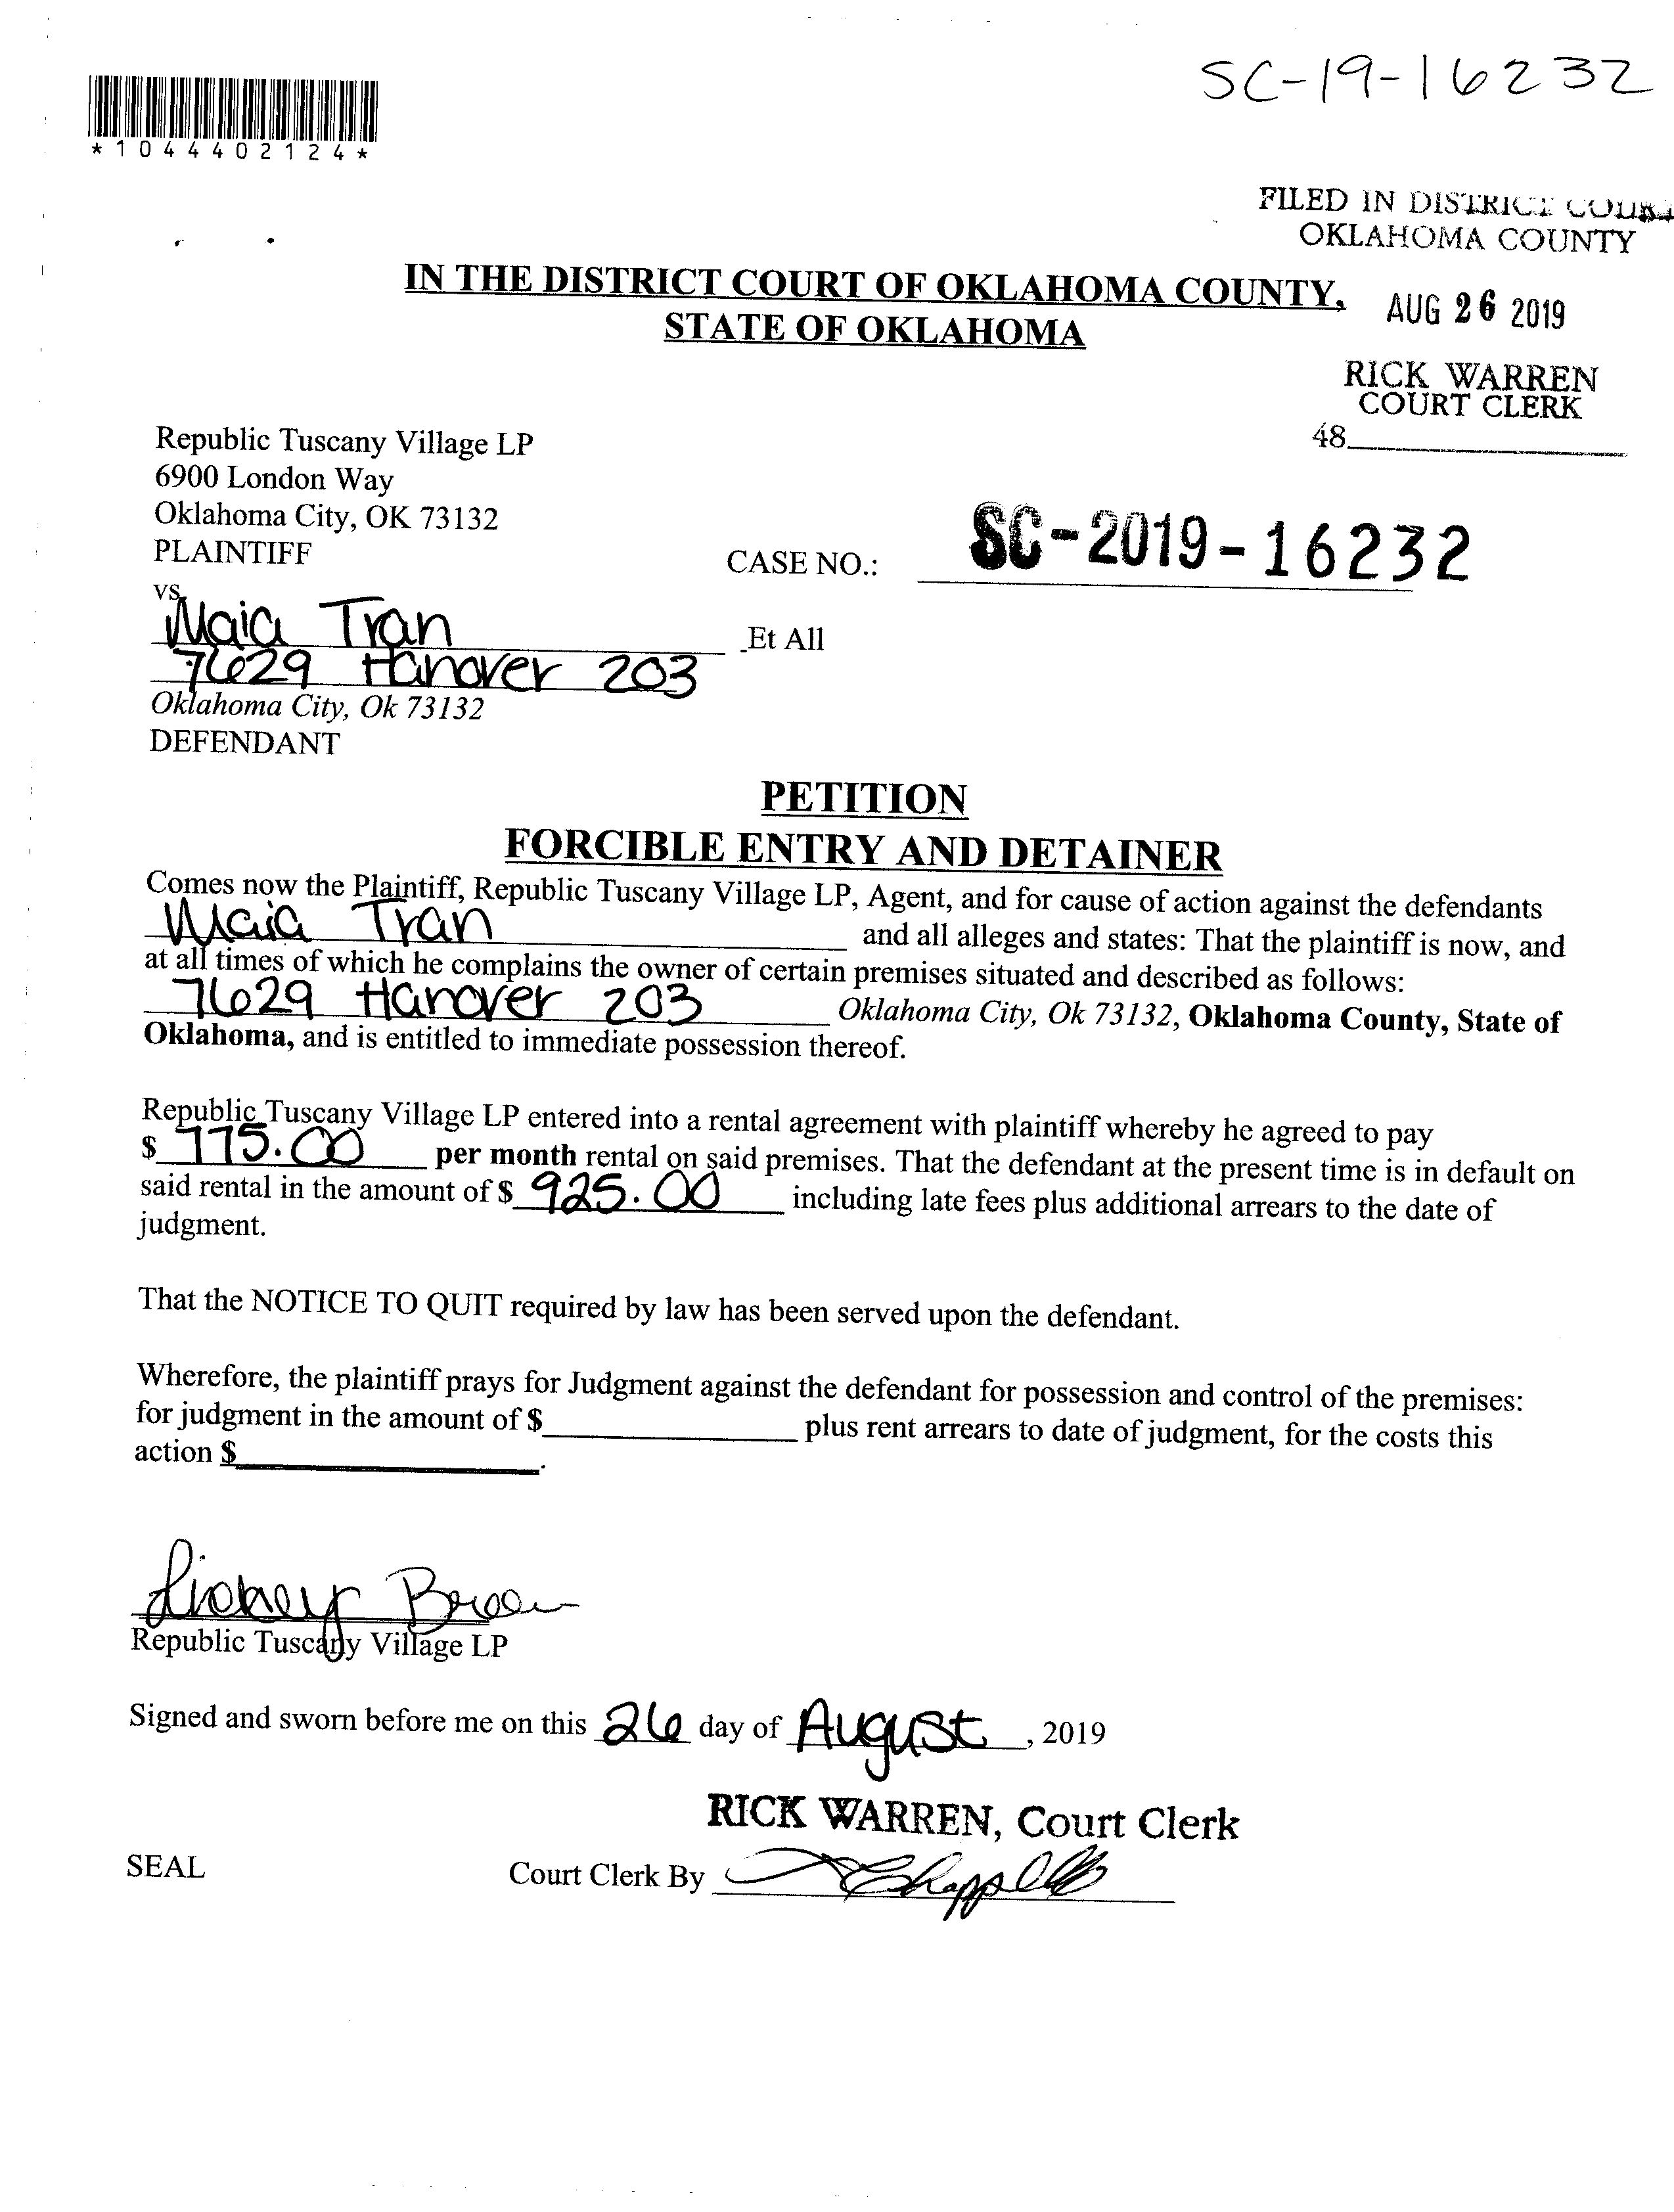 SC-19-16232
*1044402124*
FILED IN DISTRICT COURT
OKLAHOMA COUNTY
IN THE DISTRICT COURT OF OKLAHOMA COUNTY,
STATE OF OKLAHOMA
AUG 26 2019
RICK WARREN
COURT CLERK
48
Republic Tuscany Village LP
6900 London Way
Oklahoma City, OK 73132
PLAINTIFF
CASE NO.: SC-2019-16232
vs.
Maia Tran Et All
7629 Hanover 203
Oklahoma City, Ok 73132
DEFENDANT
PETITION
FORCIBLE ENTRY AND DETAINER
Comes now the Plaintiff, Republic Tuscany Village LP, Agent, and for cause of action against the defendants
Maia Tran and all alleges and states: That the plaintiff is now, and
at all times of which he complains the owner of certain premises situated and described as follows:
7629 Hanover 203 Oklahoma City, Ok 73132, Oklahoma County, State of
Oklahoma, and is entitled to immediate possession thereof.
Republic Tuscany Village LP entered into a rental agreement with plaintiff whereby he agreed to pay
$ 775.00 per month rental on said premises. That the defendant at the present time is in default on
said rental in the amount of $ 925.00 including late fees plus additional arrears to the date of
judgment.
That the NOTICE TO QUIT required by law has been served upon the defendant.
Wherefore, the plaintiff prays for Judgment against the defendant for possession and control of the premises:
for judgment in the amount of $ plus rent arrears to date of judgment, for the costs this
action $ .
Republic Tuscany Village LP
Signed and sworn before me on this 26 day of August, 2019
RICK WARREN, Court Clerk
SEAL Court Clerk By